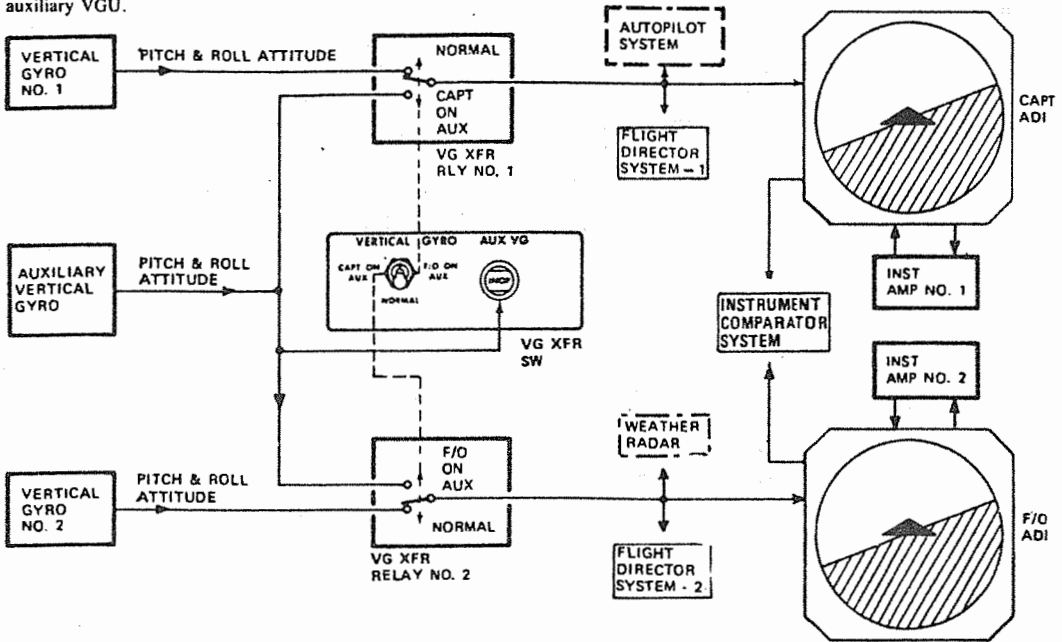 auxiliary VGU.
VERTICAL
GYRO
NO. 1
PITCH & ROLL ATTITUDE
NORMAL
CAPT
ON
AUX
VG XFR
RLY NO. 1
AUTOPILOT
SYSTEM
FLIGHT
DIRECTOR
SYSTEM - 1
CAPT
ADI
AUXILIARY
VERTICAL
GYRO
PITCH & ROLL
ATTITUDE
VERTICAL GYRO
AUX VG
CAPT ON
AUX
F/O ON
AUX
NORMAL
INOP
VG XFR
SW
INSTRUMENT
COMPARATOR
SYSTEM
INST
AMP NO. 1
INST
AMP NO. 2
VERTICAL
GYRO
NO. 2
PITCH & ROLL
ATTITUDE
F/O
ON
AUX
NORMAL
VG XFR
RELAY NO. 2
WEATHER
RADAR
FLIGHT
DIRECTOR
SYSTEM - 2
F/O
ADI